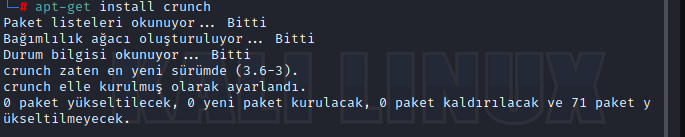 └─# apt-get install crunch
Paket listeleri okunuyor... Bitti
Bağımlılık ağacı oluşturuluyor... Bitti
Durum bilgisi okunuyor... Bitti
crunch zaten en yeni sürümde (3.6-3).
crunch elle kurulmuş olarak ayarlandı.
0 paket yükseltilecek, 0 yeni paket kurulacak, 0 paket kaldırılacak ve 71 paket y
ükseltilmeyecek.
KALI LINUX